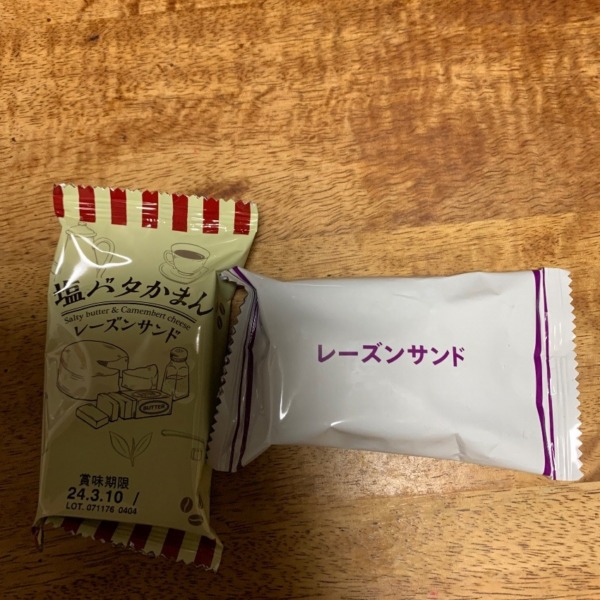 塩バタかまん
Salty butter & Camembert cheese
レーズンサンド
BUTTER
賞味期限
24.3.10 /
LOT. 071176 0404
レーズンサンド